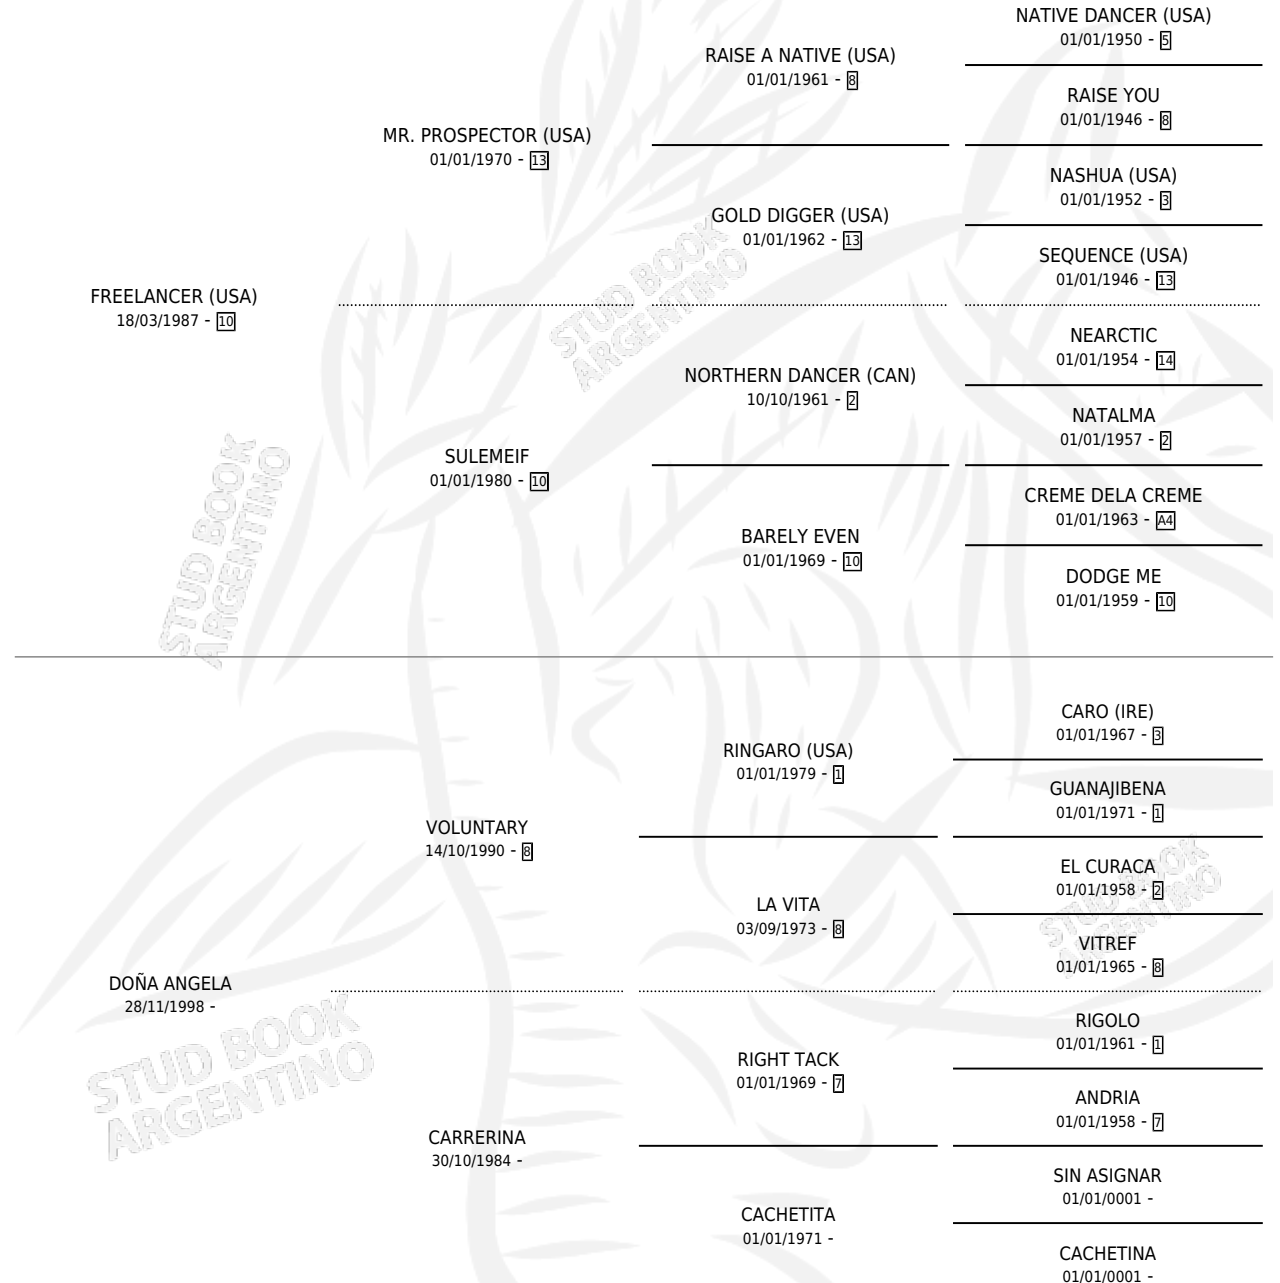 NATIVE DANCER (USA)
01/01/1950 - 5
RAISE A NATIVE (USA)
01/01/1961 - 8
RAISE YOU
01/01/1946 - 8
MR. PROSPECTOR (USA)
01/01/1970 - 13
NASHUA (USA)
01/01/1952 - 3
GOLD DIGGER (USA)
01/01/1962 - 13
SEQUENCE (USA)
01/01/1946 - 13
FREELANCER (USA)
18/03/1987 - 10
STUD BOOK
ARGENTINO
NEARCTIC
01/01/1954 - 14
NORTHERN DANCER (CAN)
10/10/1961 - 2
NATALMA
01/01/1957 - 2
SULEMEIF
01/01/1980 - 10
CREME DELA CREME
01/01/1963 - A4
BARELY EVEN
01/01/1969 - 10
DODGE ME
01/01/1959 - 10
STUD BOOK
ARGENTINO
CARO (IRE)
01/01/1967 - 3
RINGARO (USA)
01/01/1979 - 1
GUANAJIBENA
01/01/1971 - 1
VOLUNTARY
14/10/1990 - 8
EL CURACA
01/01/1958 - 2
LA VITA
03/09/1973 - 8
STUD BOOK
ARGENTINO
VITREF
01/01/1965 - 8
DOÑA ANGELA
28/11/1998 -
RIGOLO
01/01/1961 - 1
RIGHT TACK
01/01/1969 - 7
STUD BOOK
ARGENTINO
ANDRIA
01/01/1958 - 7
CARRERINA
30/10/1984 -
SIN ASIGNAR
01/01/0001 -
CACHETITA
01/01/1971 -
CACHETINA
01/01/0001 -